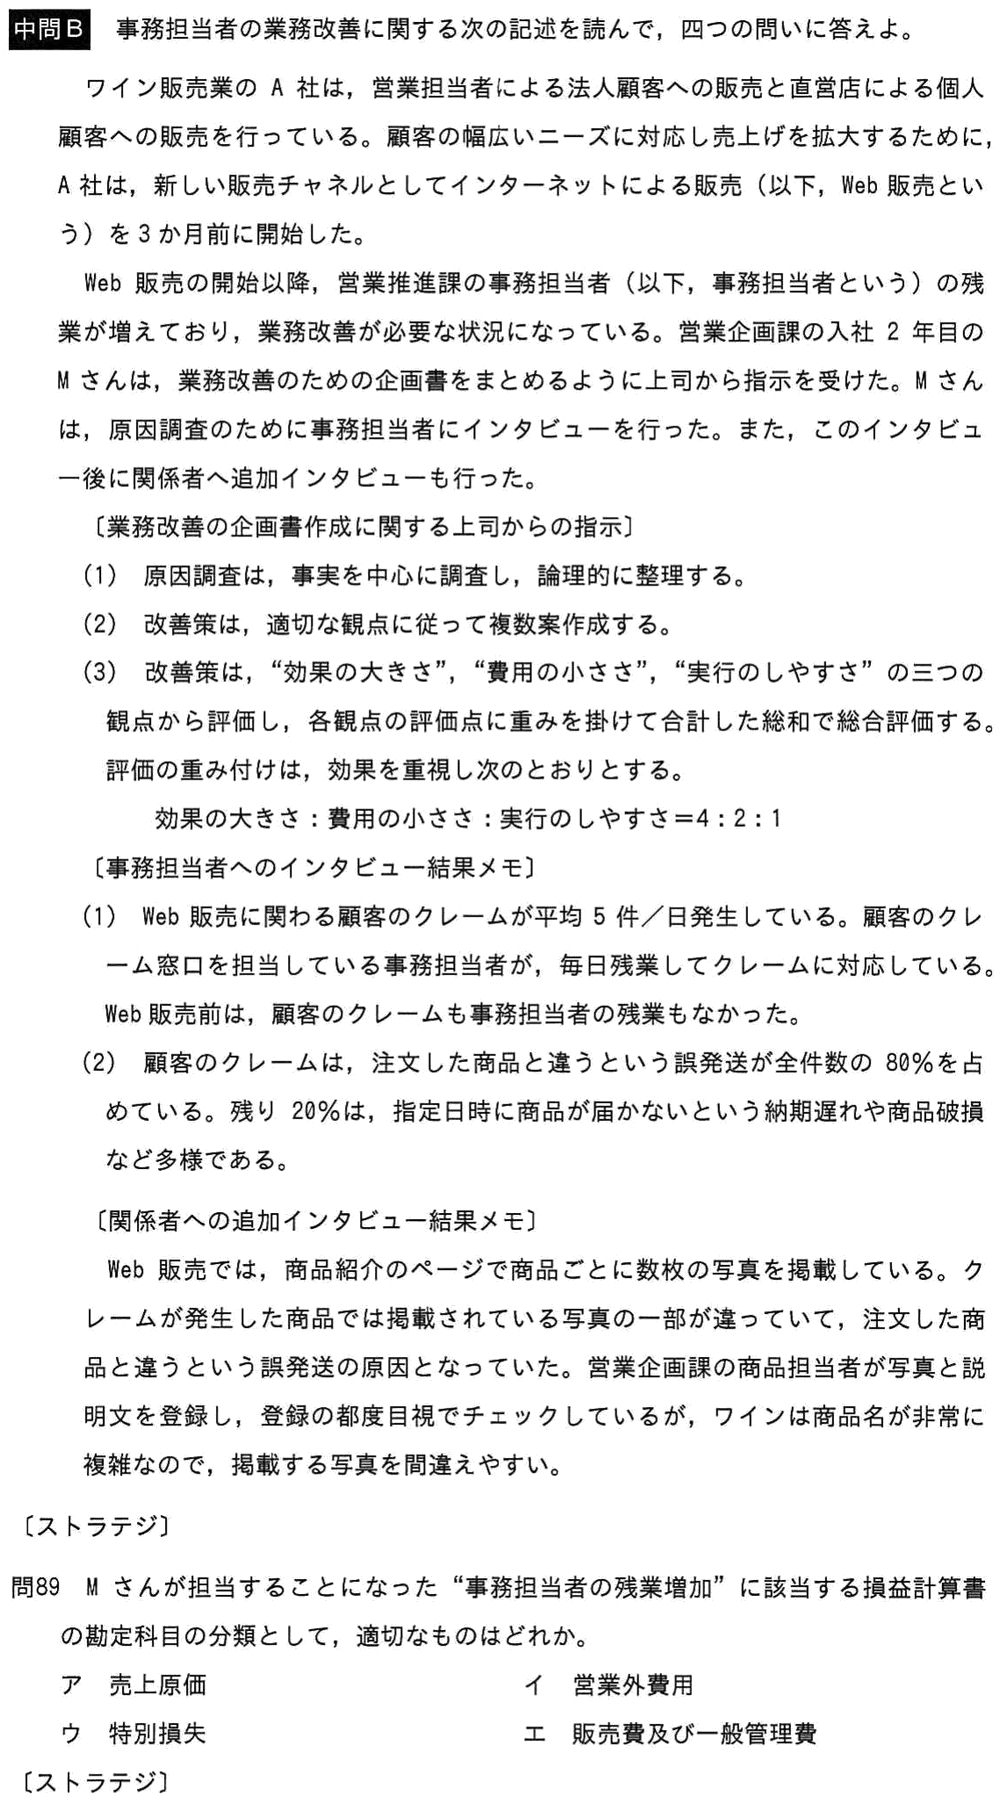 中問B 事務担当者の業務改善に関する次の記述を読んで，四つの問いに答えよ。
ワイン販売業の A 社は，営業担当者による法人顧客への販売と直営店による個人
顧客への販売を行っている。顧客の幅広いニーズに対応し売上げを拡大するために，
A 社は，新しい販売チャネルとしてインターネットによる販売（以下，Web 販売とい
う）を3か月前に開始した。
Web 販売の開始以降，営業推進課の事務担当者（以下，事務担当者という）の残
業が増えており，業務改善が必要な状況になっている。営業企画課の入社 2 年目の
M さんは，業務改善のための企画書をまとめるように上司から指示を受けた。M さん
は，原因調査のために事務担当者にインタビューを行った。また，このインタビュ
ー後に関係者へ追加インタビューも行った。
〔業務改善の企画書作成に関する上司からの指示〕
(1) 原因調査は，事実を中心に調査し，論理的に整理する。
(2) 改善策は，適切な観点に従って複数案作成する。
(3) 改善策は，“効果の大きさ”，“費用の小ささ”，“実行のしやすさ” の三つの
観点から評価し，各観点の評価点に重みを掛けて合計した総和で総合評価する。
評価の重み付けは，効果を重視し次のとおりとする。
効果の大きさ：費用の小ささ：実行のしやすさ＝4：2：1
〔事務担当者へのインタビュー結果メモ〕
(1) Web 販売に関わる顧客のクレームが平均 5 件／日発生している。顧客のクレ
ーム窓口を担当している事務担当者が，毎日残業してクレームに対応している。
Web 販売前は，顧客のクレームも事務担当者の残業もなかった。
(2) 顧客のクレームは，注文した商品と違うという誤発送が全件数の 80％を占
めている。残り 20％は，指定日時に商品が届かないという納期遅れや商品破損
など多様である。
〔関係者への追加インタビュー結果メモ〕
Web 販売では，商品紹介のページで商品ごとに数枚の写真を掲載している。ク
レームが発生した商品では掲載されている写真の一部が違っていて，注文した商
品と違うという誤発送の原因となっていた。営業企画課の商品担当者が写真と説
明文を登録し，登録の都度目視でチェックしているが，ワインは商品名が非常に
複雑なので，掲載する写真を間違えやすい。
〔ストラテジ〕
問89 M さんが担当することになった “事務担当者の残業増加” に該当する損益計算書
の勘定科目の分類として，適切なものはどれか。
ア 売上原価 イ 営業外費用
ウ 特別損失 エ 販売費及び一般管理費
〔ストラテジ〕